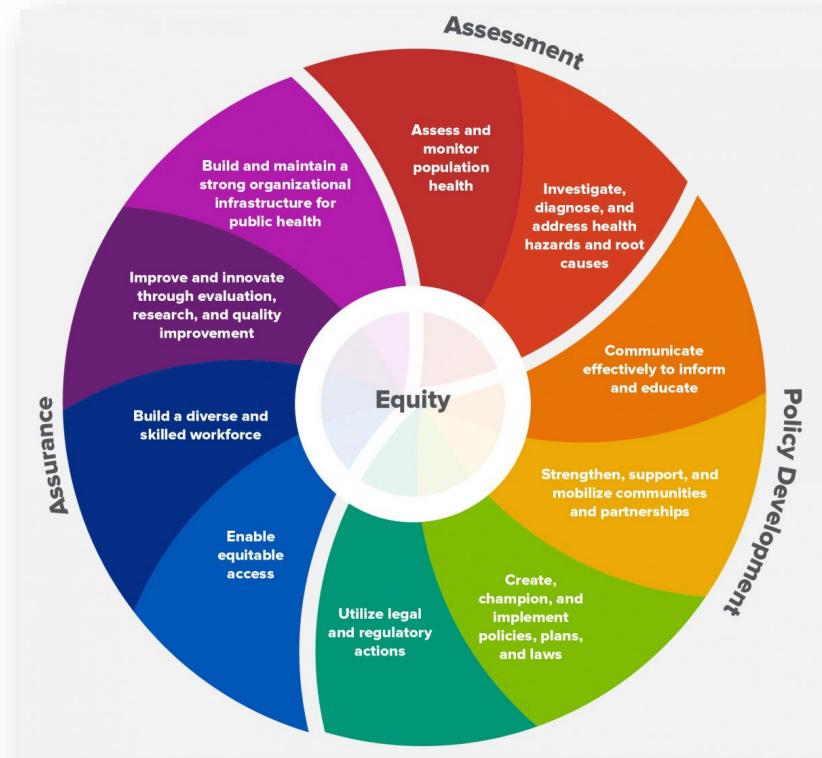 Assessment
Assess and
monitor
population
health
Investigate,
diagnose, and
address health
hazards and root
causes
Policy Development
Communicate
effectively to inform
and educate
Strengthen, support, and
mobilize communities
and partnerships
Create,
champion, and
implement
policies, plans,
and laws
Utilize legal
and regulatory
actions
Assurance
Enable
equitable
access
Build a diverse and
skilled workforce
Improve and innovate
through evaluation,
research, and quality
improvement
Build and maintain a
strong organizational
infrastructure for
public health
Equity